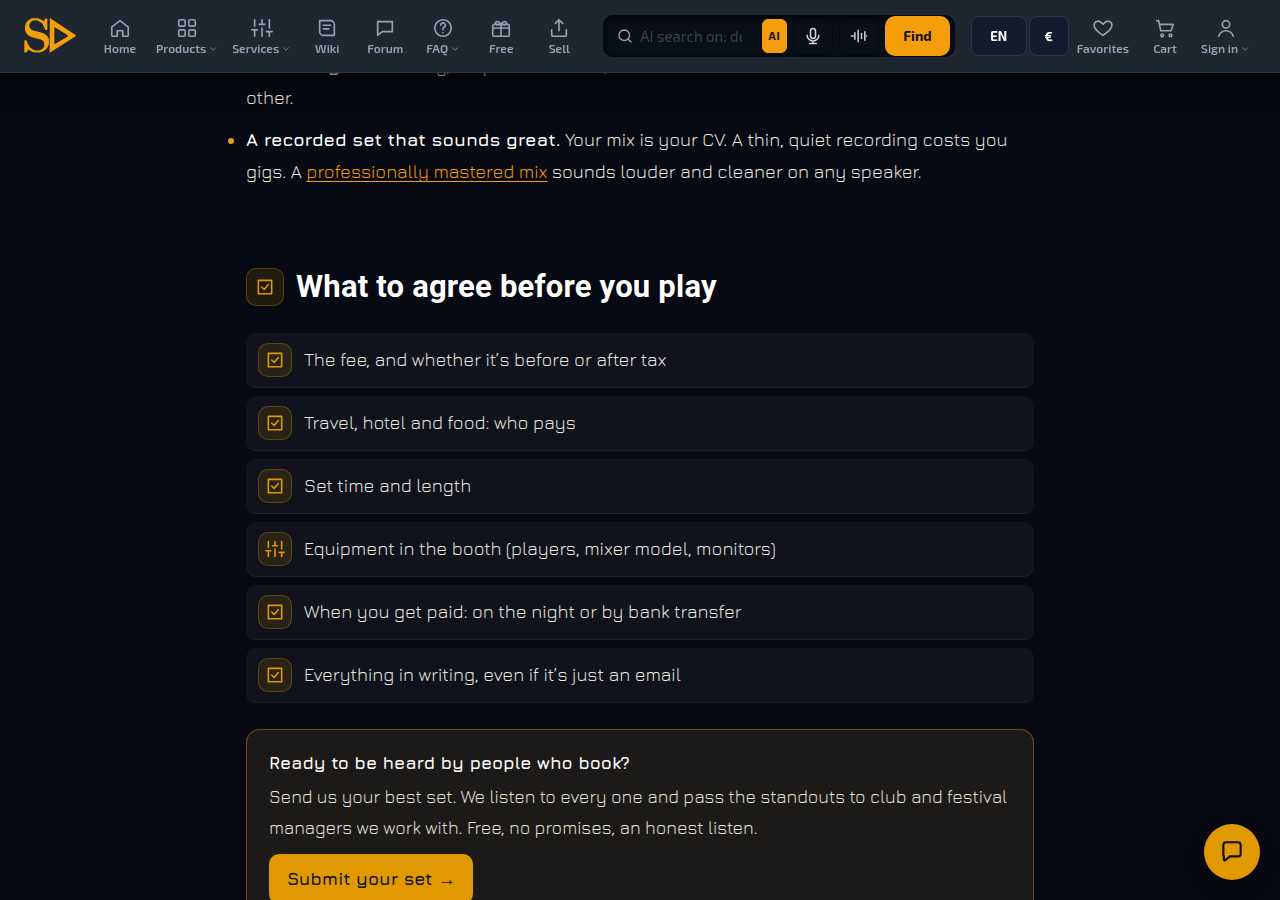 Home
Products
Services
Wiki
Forum
FAQ
Free
Sell
AI search on: de
AI
Find
EN
€
Favorites
Cart
Sign in
other.
A recorded set that sounds great. Your mix is your CV. A thin, quiet recording costs you
gigs. A professionally mastered mix sounds louder and cleaner on any speaker.
What to agree before you play
The fee, and whether it's before or after tax
Travel, hotel and food: who pays
Set time and length
Equipment in the booth (players, mixer model, monitors)
When you get paid: on the night or by bank transfer
Everything in writing, even if it's just an email
Ready to be heard by people who book?
Send us your best set. We listen to every one and pass the standouts to club and festival
managers we work with. Free, no promises, an honest listen.
Submit your set →